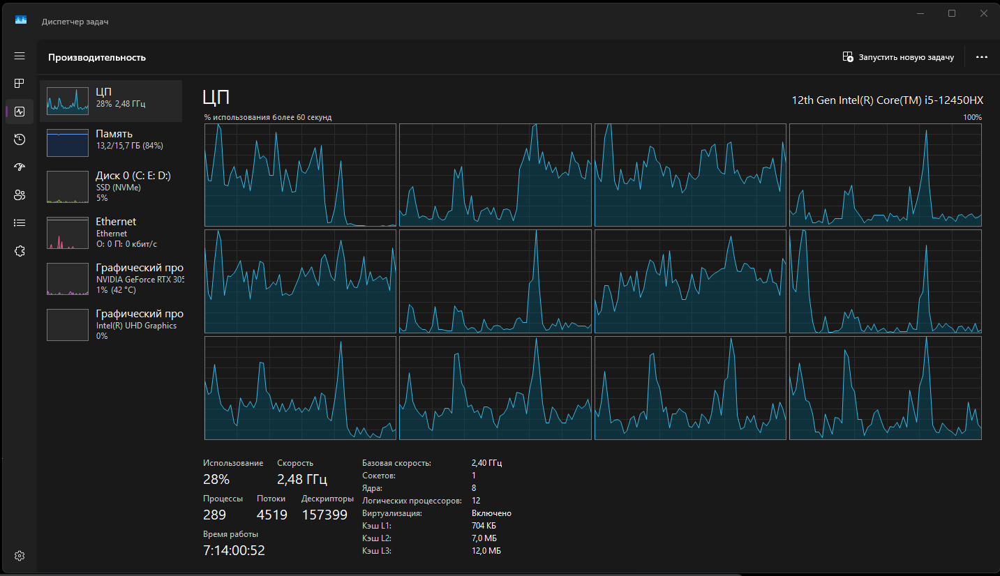 Диспетчер задач
Производительность
Запустить новую задачу
ЦП
28% 2,48 ГГц
Память
13,2/15,7 ГБ (84%)
Диск 0 (C: E: D:)
SSD (NVMe)
5%
Ethernet
Ethernet
О: 0 П: 0 кбит/с
Графический про
NVIDIA GeForce RTX 305
1% (42 °C)
Графический про
Intel(R) UHD Graphics
0%
ЦП
12th Gen Intel(R) Core(TM) i5-12450HX
% использования более 60 секунд
100%
Использование
28%
Скорость
2,48 ГГц
Процессы
289
Потоки
4519
Дескрипторы
157399
Время работы
7:14:00:52
Базовая скорость: 2,40 ГГц
Сокетов: 1
Ядра: 8
Логических процессоров: 12
Виртуализация: Включено
Кэш L1: 704 КБ
Кэш L2: 7,0 МБ
Кэш L3: 12,0 МБ